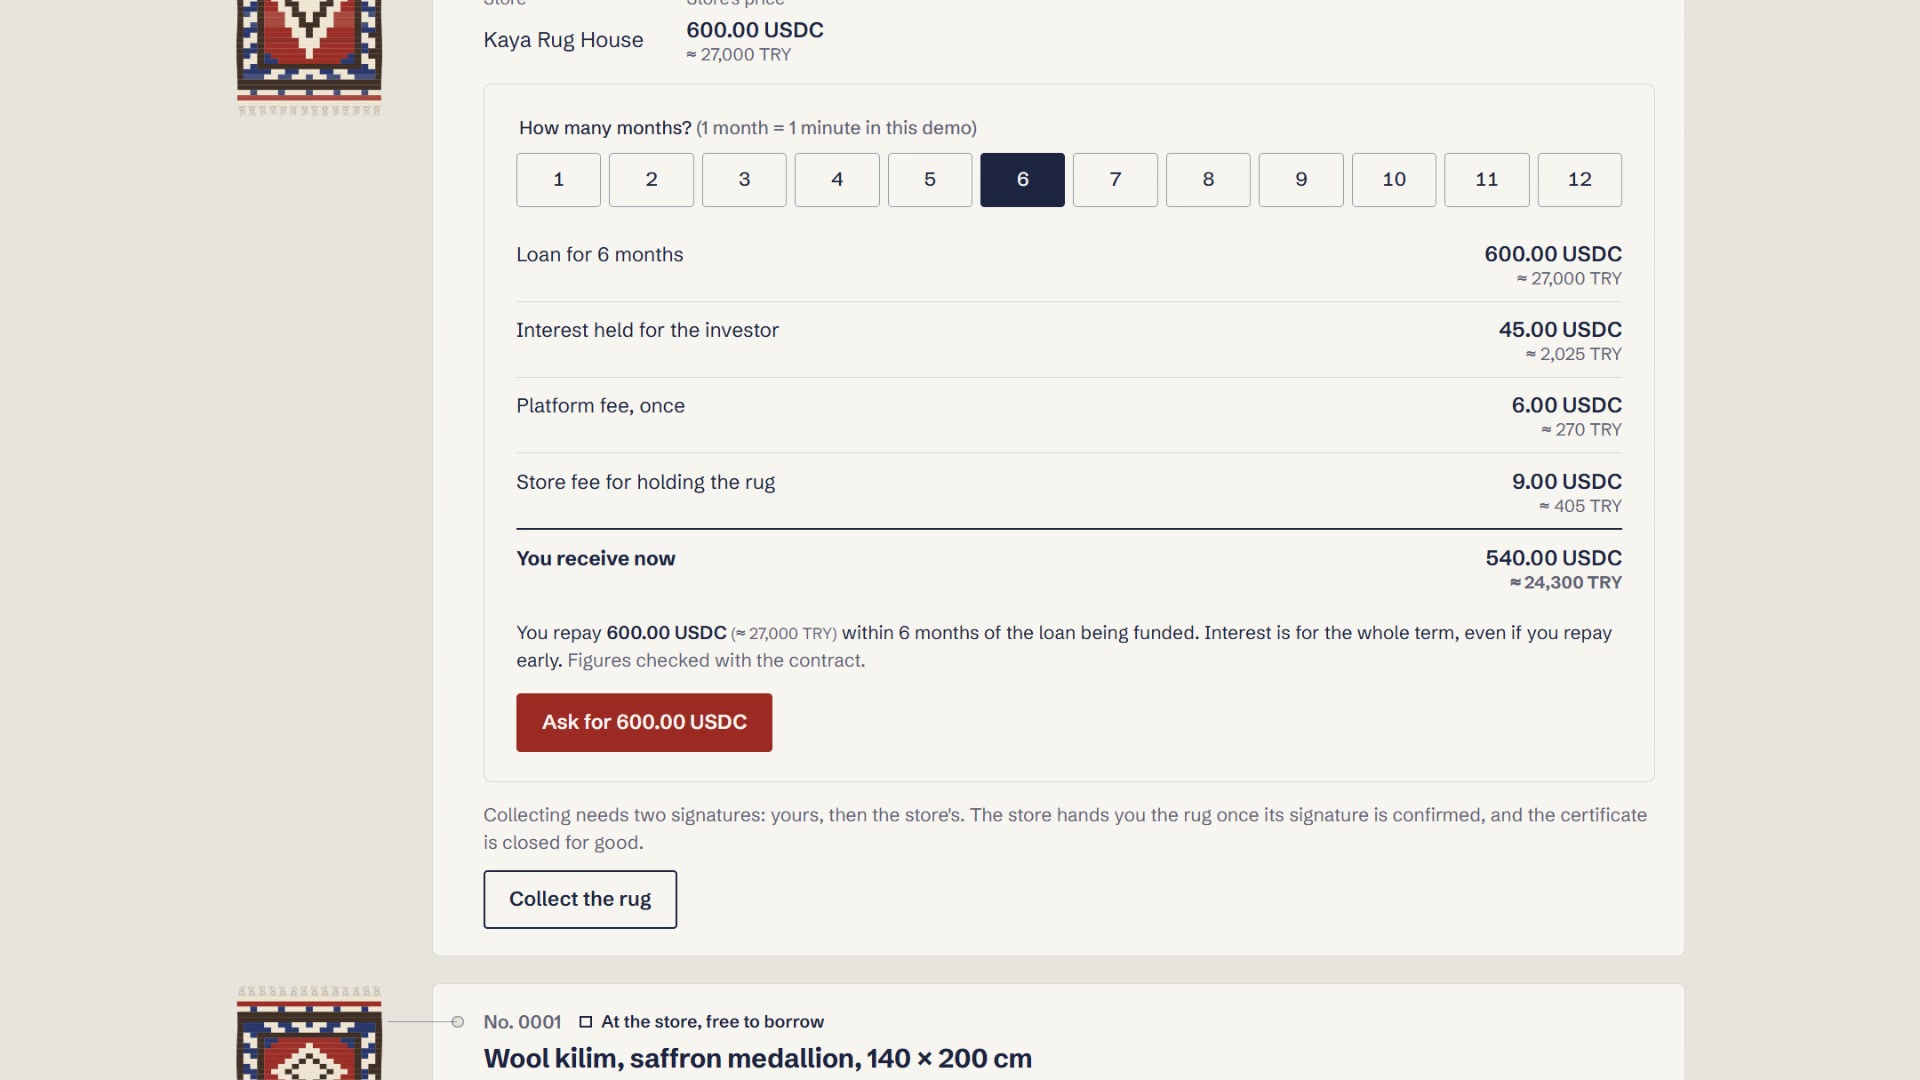 Store Store's price
Kaya Rug House
600.00 USDC
≈ 27,000 TRY
How many months? (1 month = 1 minute in this demo)
1 2 3 4 5 6 7 8 9 10 11 12
Loan for 6 months 600.00 USDC
≈ 27,000 TRY
Interest held for the investor 45.00 USDC
≈ 2,025 TRY
Platform fee, once 6.00 USDC
≈ 270 TRY
Store fee for holding the rug 9.00 USDC
≈ 405 TRY
You receive now 540.00 USDC
≈ 24,300 TRY
You repay 600.00 USDC (≈ 27,000 TRY) within 6 months of the loan being funded. Interest is for the whole term, even if you repay
early. Figures checked with the contract.
Ask for 600.00 USDC
Collecting needs two signatures: yours, then the store's. The store hands you the rug once its signature is confirmed, and the certificate
is closed for good.
Collect the rug
No. 0001 At the store, free to borrow
Wool kilim, saffron medallion, 140 × 200 cm